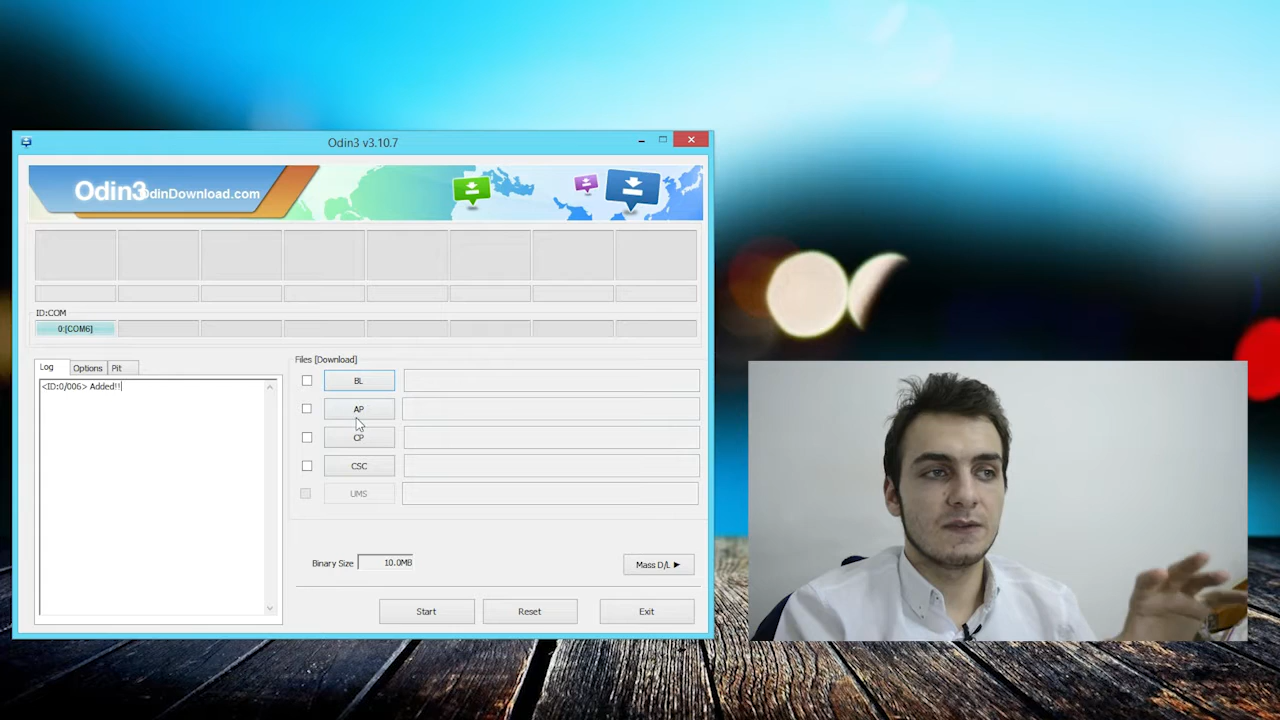 Odin3 v3.10.7
Odin3
OdinDownload.com
ID:COM
0:[COM6]
Log
Options
Pit
<ID:0/006> Added!!
Files [Download]
BL
AP
CP
CSC
UMS
Binary Size
10.0MB
Mass D/L ►
Start
Reset
Exit